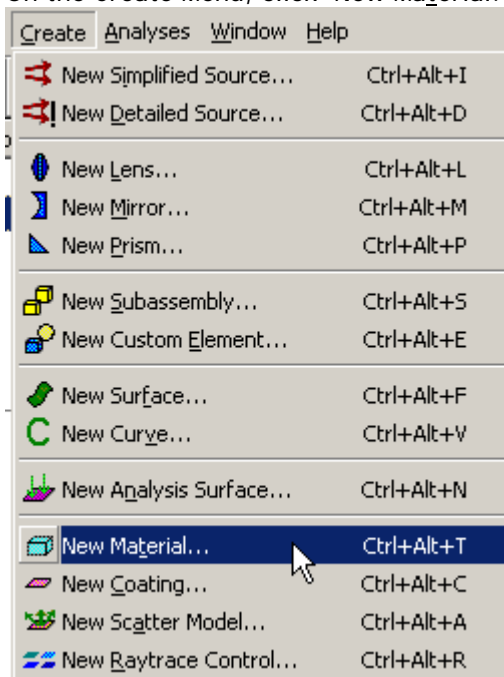 Create Analyses Window Help
New Simplified Source... Ctrl+Alt+I
New Detailed Source... Ctrl+Alt+D
New Lens... Ctrl+Alt+L
New Mirror... Ctrl+Alt+M
New Prism... Ctrl+Alt+P
New Subassembly... Ctrl+Alt+S
New Custom Element... Ctrl+Alt+E
New Surface... Ctrl+Alt+F
New Curve... Ctrl+Alt+V
New Analysis Surface... Ctrl+Alt+N
New Material... Ctrl+Alt+T
New Coating... Ctrl+Alt+C
New Scatter Model... Ctrl+Alt+A
New Raytrace Control... Ctrl+Alt+R